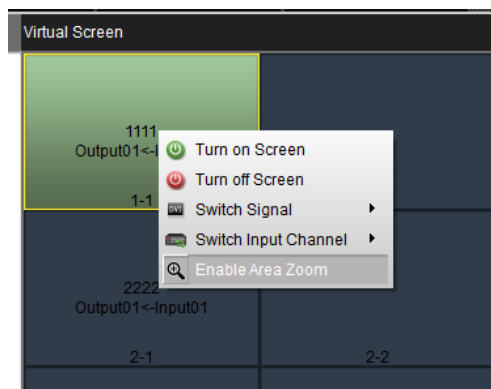 Virtual Screen
1111
Output01<-I
1-1
Turn on Screen
Turn off Screen
DVI
Switch Signal
Switch Input Channel
Enable Area Zoom
2222
Output01<-Input01
2-1
2-2